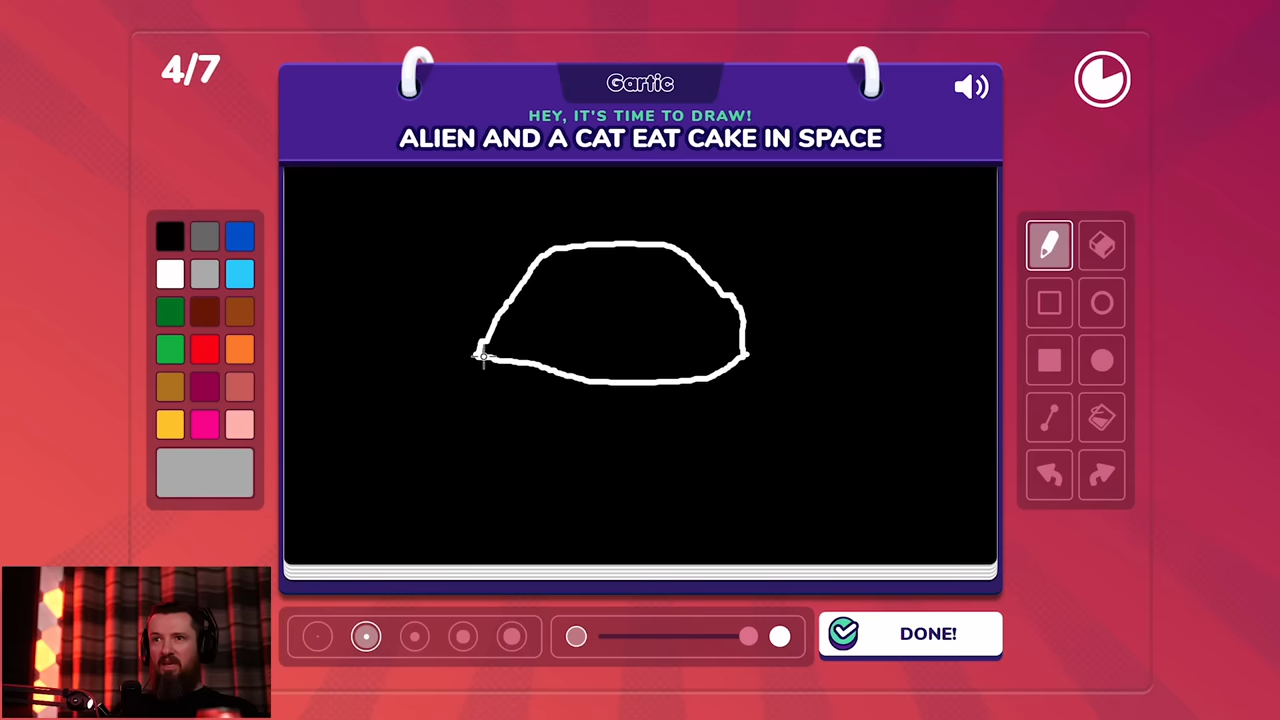 4/7
Gartic
HEY, IT'S TIME TO DRAW!
ALIEN AND A CAT EAT CAKE IN SPACE
DONE!